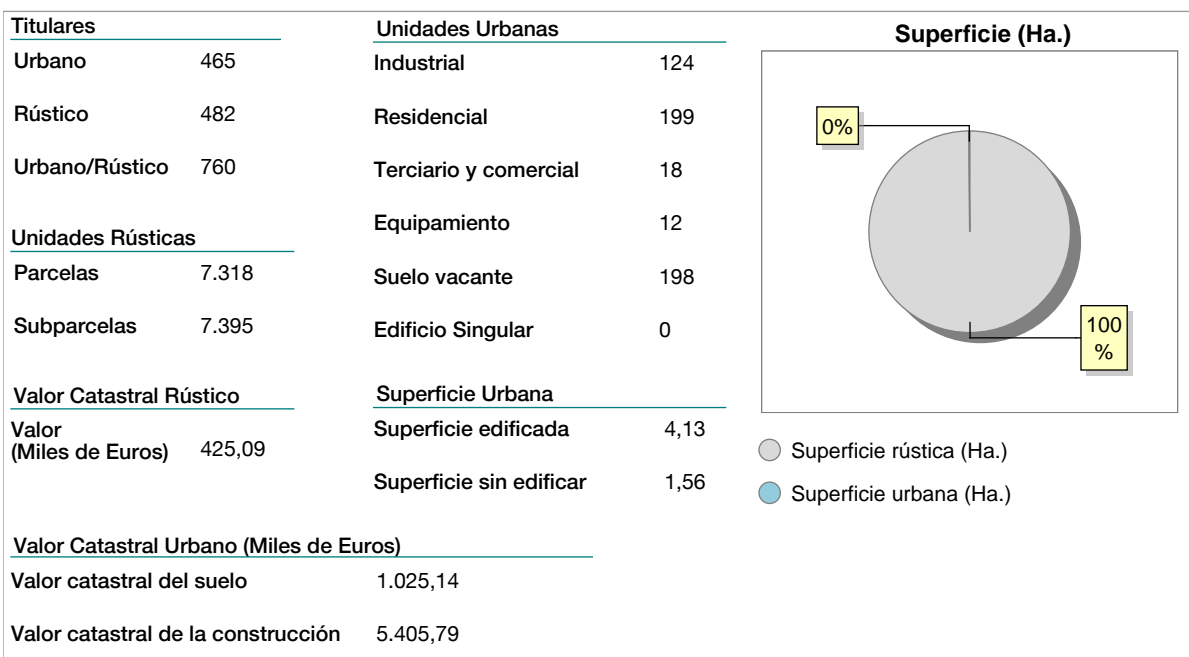 Titulares
Urbano 465
Rústico 482
Urbano/Rústico 760
Unidades Rústicas
Parcelas 7.318
Subparcelas 7.395
Valor Catastral Rústico
Valor
(Miles de Euros) 425,09
Unidades Urbanas
Industrial 124
Residencial 199
Terciario y comercial 18
Equipamiento 12
Suelo vacante 198
Edificio Singular 0
Superficie Urbana
Superficie edificada 4,13
Superficie sin edificar 1,56
Superficie (Ha.)
0%
100
%
Superficie rústica (Ha.)
Superficie urbana (Ha.)
Valor Catastral Urbano (Miles de Euros)
Valor catastral del suelo 1.025,14
Valor catastral de la construcción 5.405,79